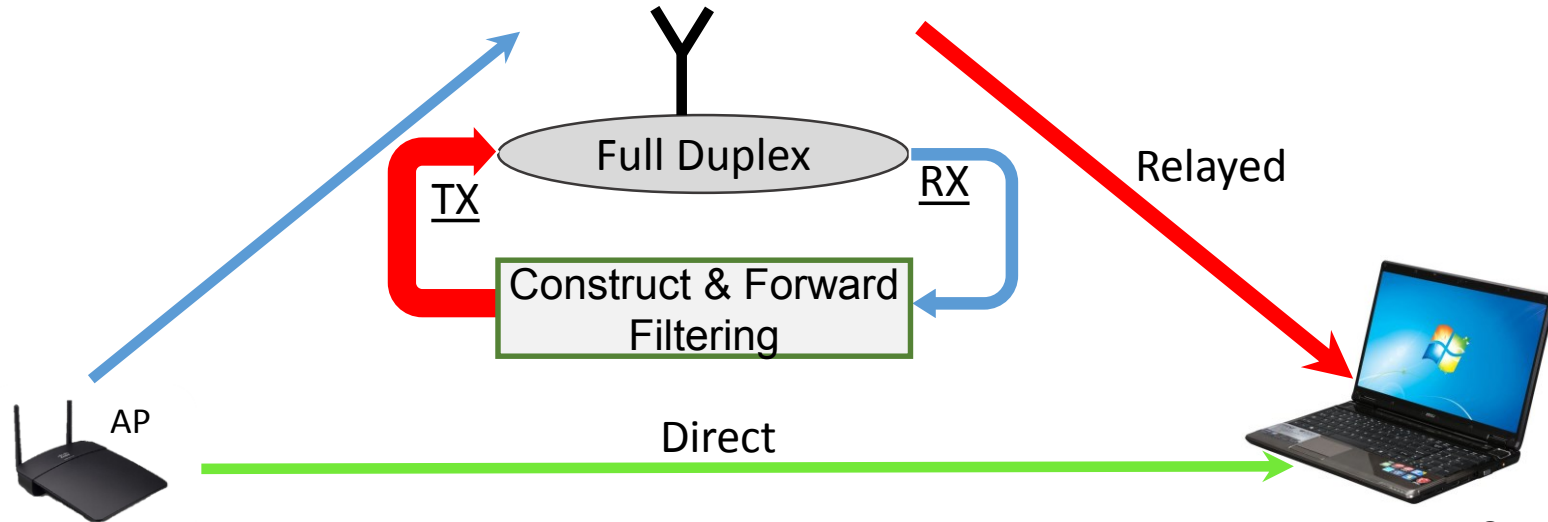 Full Duplex
TX
RX
Relayed
Construct & Forward
Filtering
AP
Direct